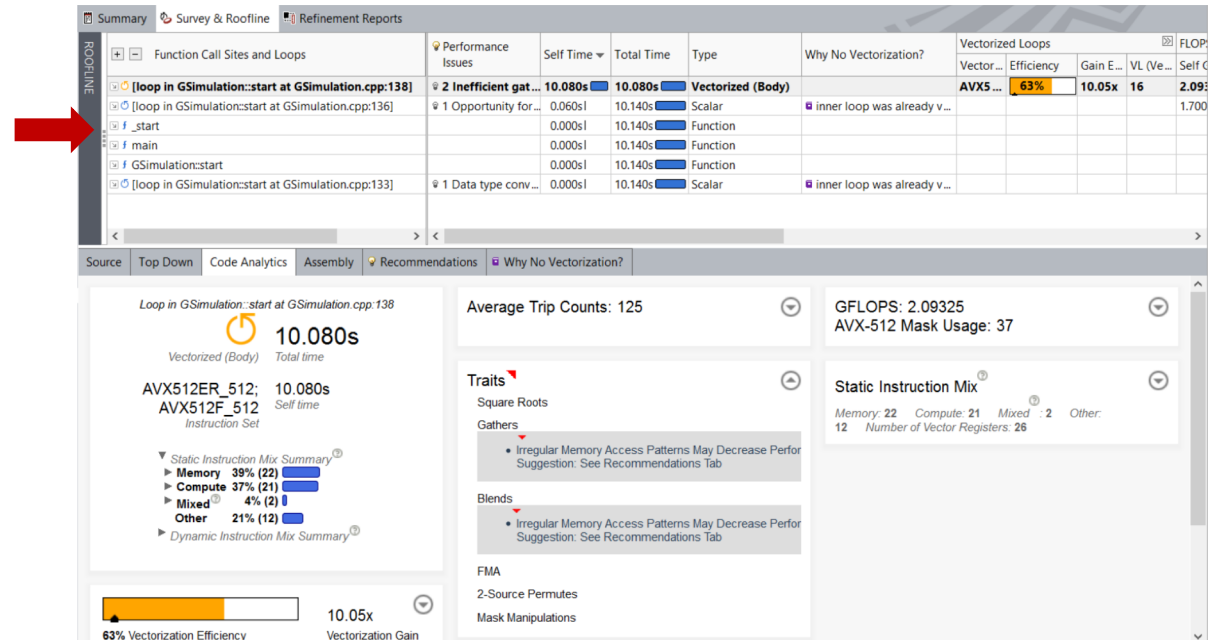 Summary Survey & Roofline Refinement Reports
ROOFLINE
+ - Function Call Sites and Loops Performance Issues Self Time Total Time Type Why No Vectorization? Vectorized Loops FLOPS
Vector... Efficiency Gain E... VL (Ve... Self G
[loop in GSimulation::start at GSimulation.cpp:138] 2 Inefficient gat... 10.080s 10.080s Vectorized (Body) AVX5... 63% 10.05x 16 2.093
[loop in GSimulation::start at GSimulation.cpp:136] 1 Opportunity for... 0.060s 10.140s Scalar inner loop was already v... 1.700
f _start 0.000s 10.140s Function
f main 0.000s 10.140s Function
f GSimulation::start 0.000s 10.140s Function
[loop in GSimulation::start at GSimulation.cpp:133] 1 Data type conv... 0.000s 10.140s Scalar inner loop was already v...
Source Top Down Code Analytics Assembly Recommendations Why No Vectorization?
Loop in GSimulation::start at GSimulation.cpp:138
10.080s
Vectorized (Body) Total time
AVX512ER_512; 10.080s
AVX512F_512 Self time
Instruction Set
Static Instruction Mix Summary
Memory 39% (22)
Compute 37% (21)
Mixed 4% (2)
Other 21% (12)
Dynamic Instruction Mix Summary
10.05x
63% Vectorization Efficiency Vectorization Gain
Average Trip Counts: 125
Traits
Square Roots
Gathers
• Irregular Memory Access Patterns May Decrease Perfor
Suggestion: See Recommendations Tab
Blends
• Irregular Memory Access Patterns May Decrease Perfor
Suggestion: See Recommendations Tab
FMA
2-Source Permutes
Mask Manipulations
GFLOPS: 2.09325
AVX-512 Mask Usage: 37
Static Instruction Mix
Memory: 22 Compute: 21 Mixed : 2 Other:
12 Number of Vector Registers: 26